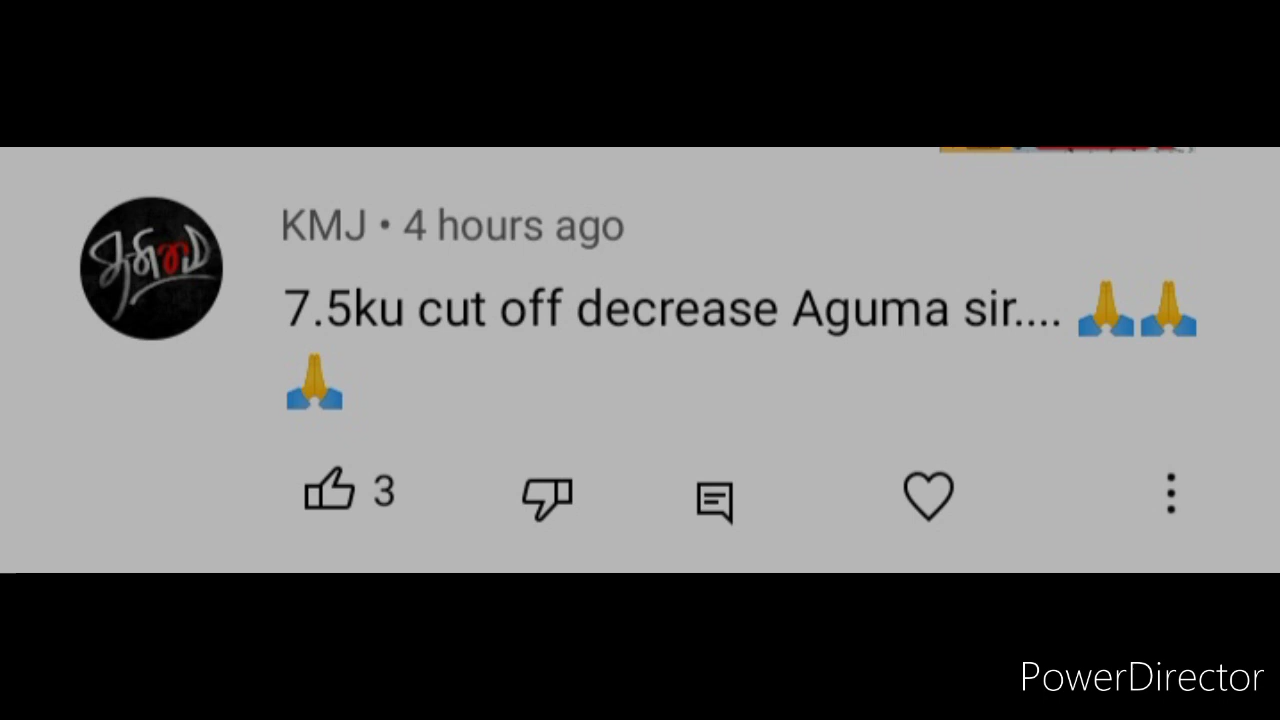 KMJ • 4 hours ago
7.5ku cut off decrease Aguma sir.... 🙏🙏
🙏
3
PowerDirector